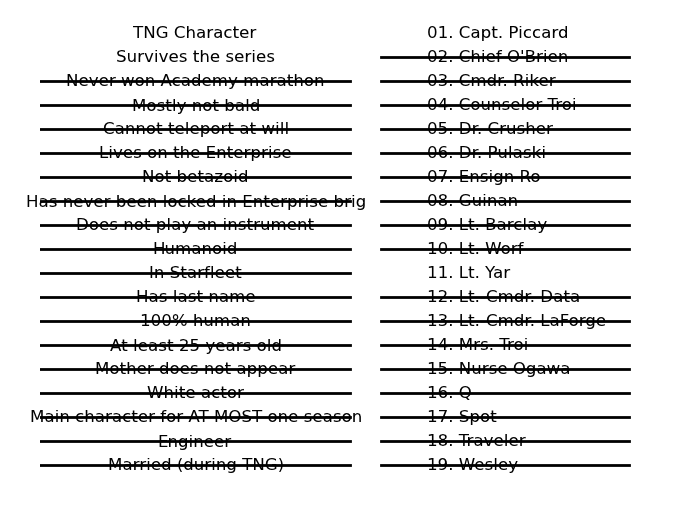 TNG Character
Survives the series
Never won Academy marathon
Mostly not bald
Cannot teleport at will
Lives on the Enterprise
Not betazoid
Has never been locked in Enterprise brig
Does not play an instrument
Humanoid
In Starfleet
Has last name
100% human
At least 25 years old
Mother does not appear
White actor
Main character for AT MOST one season
Engineer
Married (during TNG)
01. Capt. Piccard
02. Chief O'Brien
03. Cmdr. Riker
04. Counselor Troi
05. Dr. Crusher
06. Dr. Pulaski
07. Ensign Ro
08. Guinan
09. Lt. Barclay
10. Lt. Worf
11. Lt. Yar
12. Lt. Cmdr. Data
13. Lt. Cmdr. LaForge
14. Mrs. Troi
15. Nurse Ogawa
16. Q
17. Spot
18. Traveler
19. Wesley